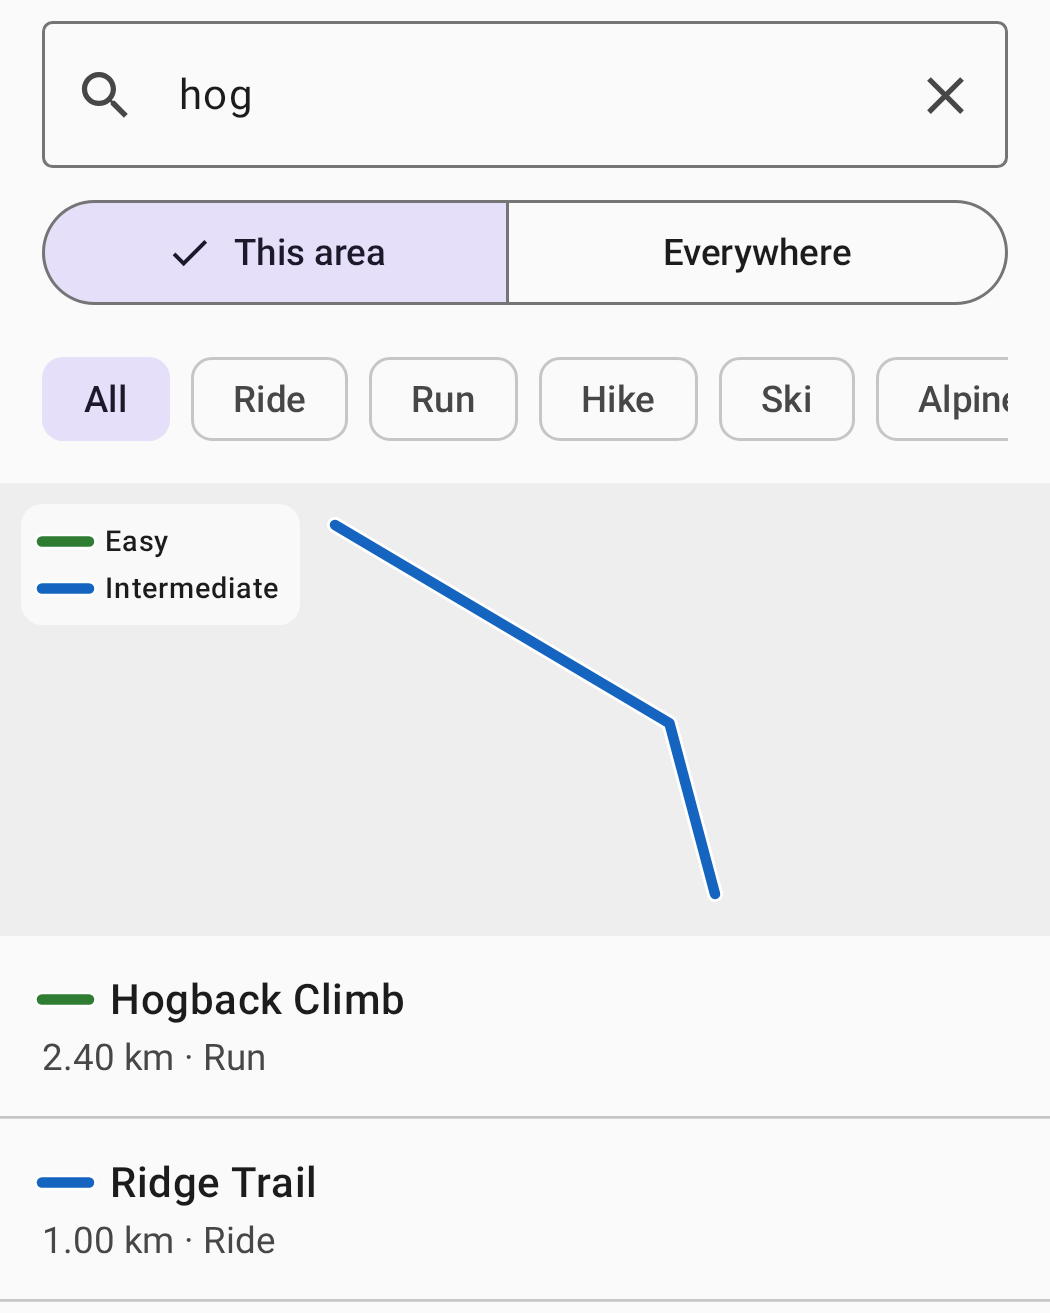 hog
This area
Everywhere
All
Ride
Run
Hike
Ski
Alpine
Easy
Intermediate
Hogback Climb
2.40 km · Run
Ridge Trail
1.00 km · Ride